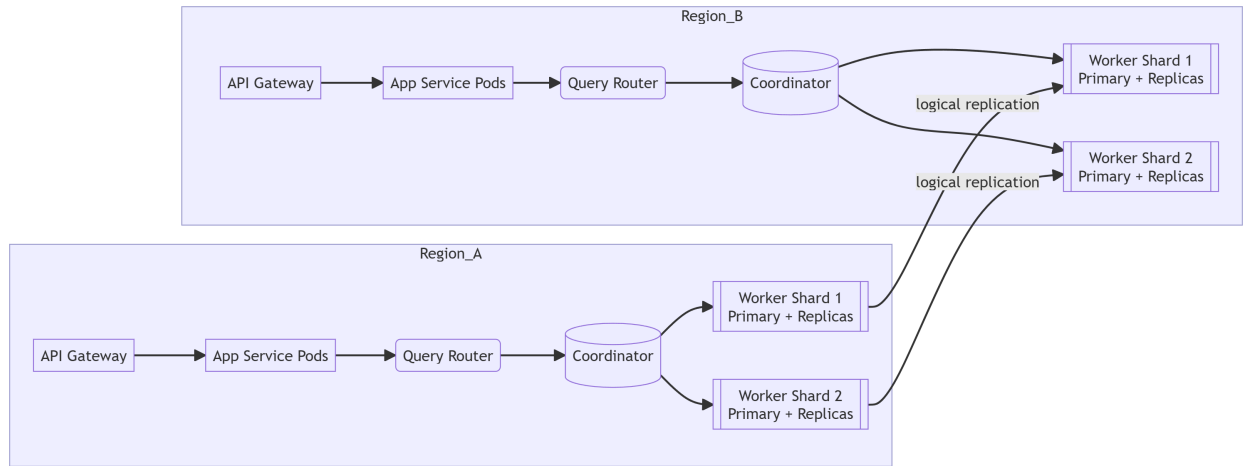 Region_B
API Gateway
App Service Pods
Query Router
Coordinator
Worker Shard 1
Primary + Replicas
logical replication
Worker Shard 2
Primary + Replicas
logical replication
Region_A
API Gateway
App Service Pods
Query Router
Coordinator
Worker Shard 1
Primary + Replicas
Worker Shard 2
Primary + Replicas